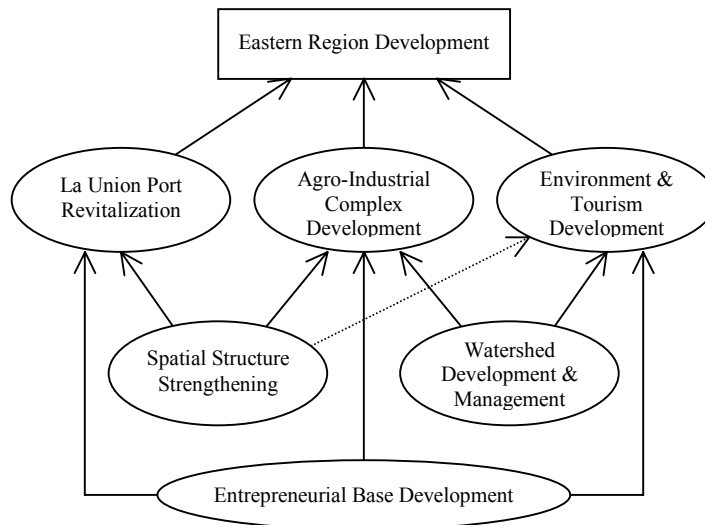 Eastern Region Development
La Union Port
Revitalization
Agro-Industrial
Complex
Development
Environment &
Tourism
Development
Spatial Structure
Strengthening
Watershed
Development &
Management
Entrepreneurial Base Development